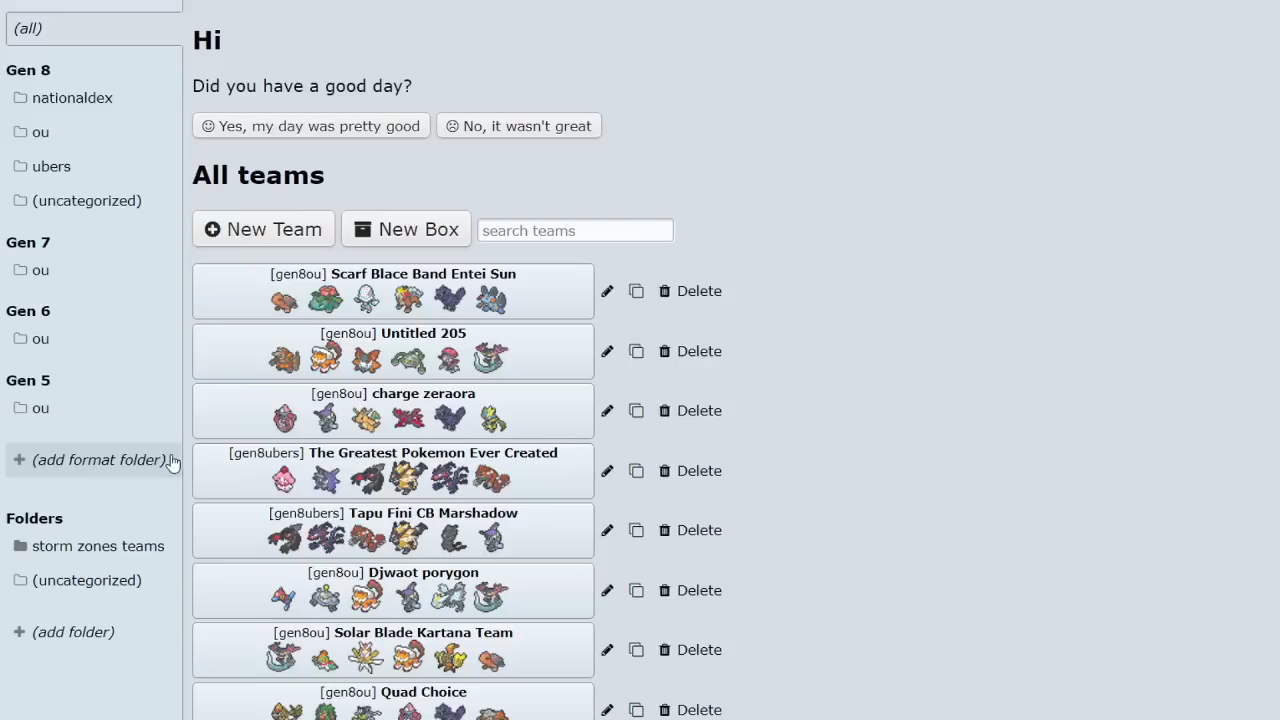 (all)
Gen 8
nationaldex
ou
ubers
(uncategorized)
Gen 7
ou
Gen 6
ou
Gen 5
ou
(add format folder)
Folders
storm zones teams
(uncategorized)
(add folder)
Hi
Did you have a good day?
Yes, my day was pretty good
No, it wasn't great
All teams
New Team
New Box
search teams
[gen8ou] Scarf Blace Band Entei Sun
Delete
[gen8ou] Untitled 205
Delete
[gen8ou] charge zeraora
Delete
[gen8ubers] The Greatest Pokemon Ever Created
Delete
[gen8ubers] Tapu Fini CB Marshadow
Delete
[gen8ou] Djwaot porygon
Delete
[gen8ou] Solar Blade Kartana Team
Delete
[gen8ou] Quad Choice
Delete